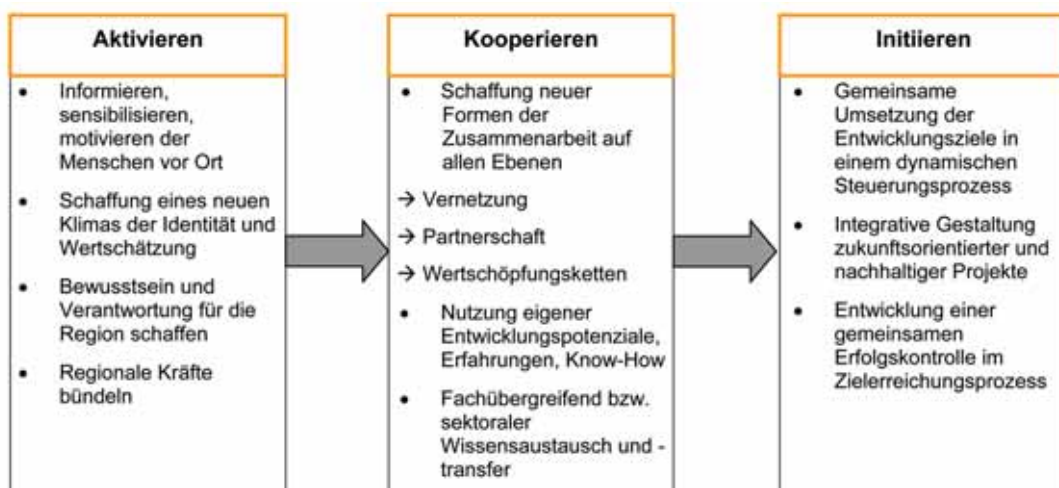 Aktivieren
• Informieren,
sensibilisieren,
motivieren der
Menschen vor Ort
• Schaffung eines neuen
Klimas der Identität und
Wertschätzung
• Bewusstsein und
Verantwortung für die
Region schaffen
• Regionale Kräfte
bündeln
Kooperieren
• Schaffung neuer
Formen der
Zusammenarbeit auf
allen Ebenen
→ Vernetzung
→ Partnerschaft
→ Wertschöpfungsketten
• Nutzung eigener
Entwicklungspotenziale,
Erfahrungen, Know-How
• Fachübergreifend bzw.
sektoraler
Wissensaustausch und -
transfer
Initiieren
• Gemeinsame
Umsetzung der
Entwicklungsziele in
einem dynamischen
Steuerungsprozess
• Integrative Gestaltung
zukunftsorientierter und
nachhaltiger Projekte
• Entwicklung einer
gemeinsamen
Erfolgskontrolle im
Zielerreichungsprozess